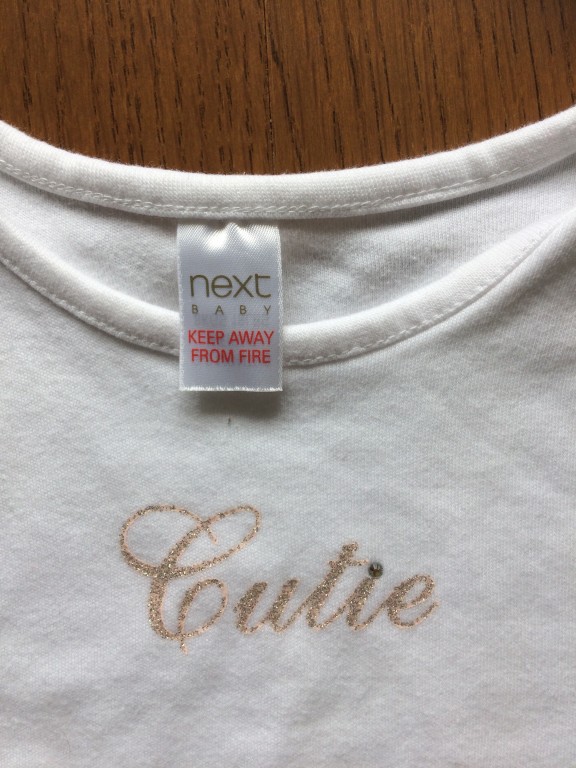 next
BABY
KEEP AWAY
FROM FIRE
Cutie